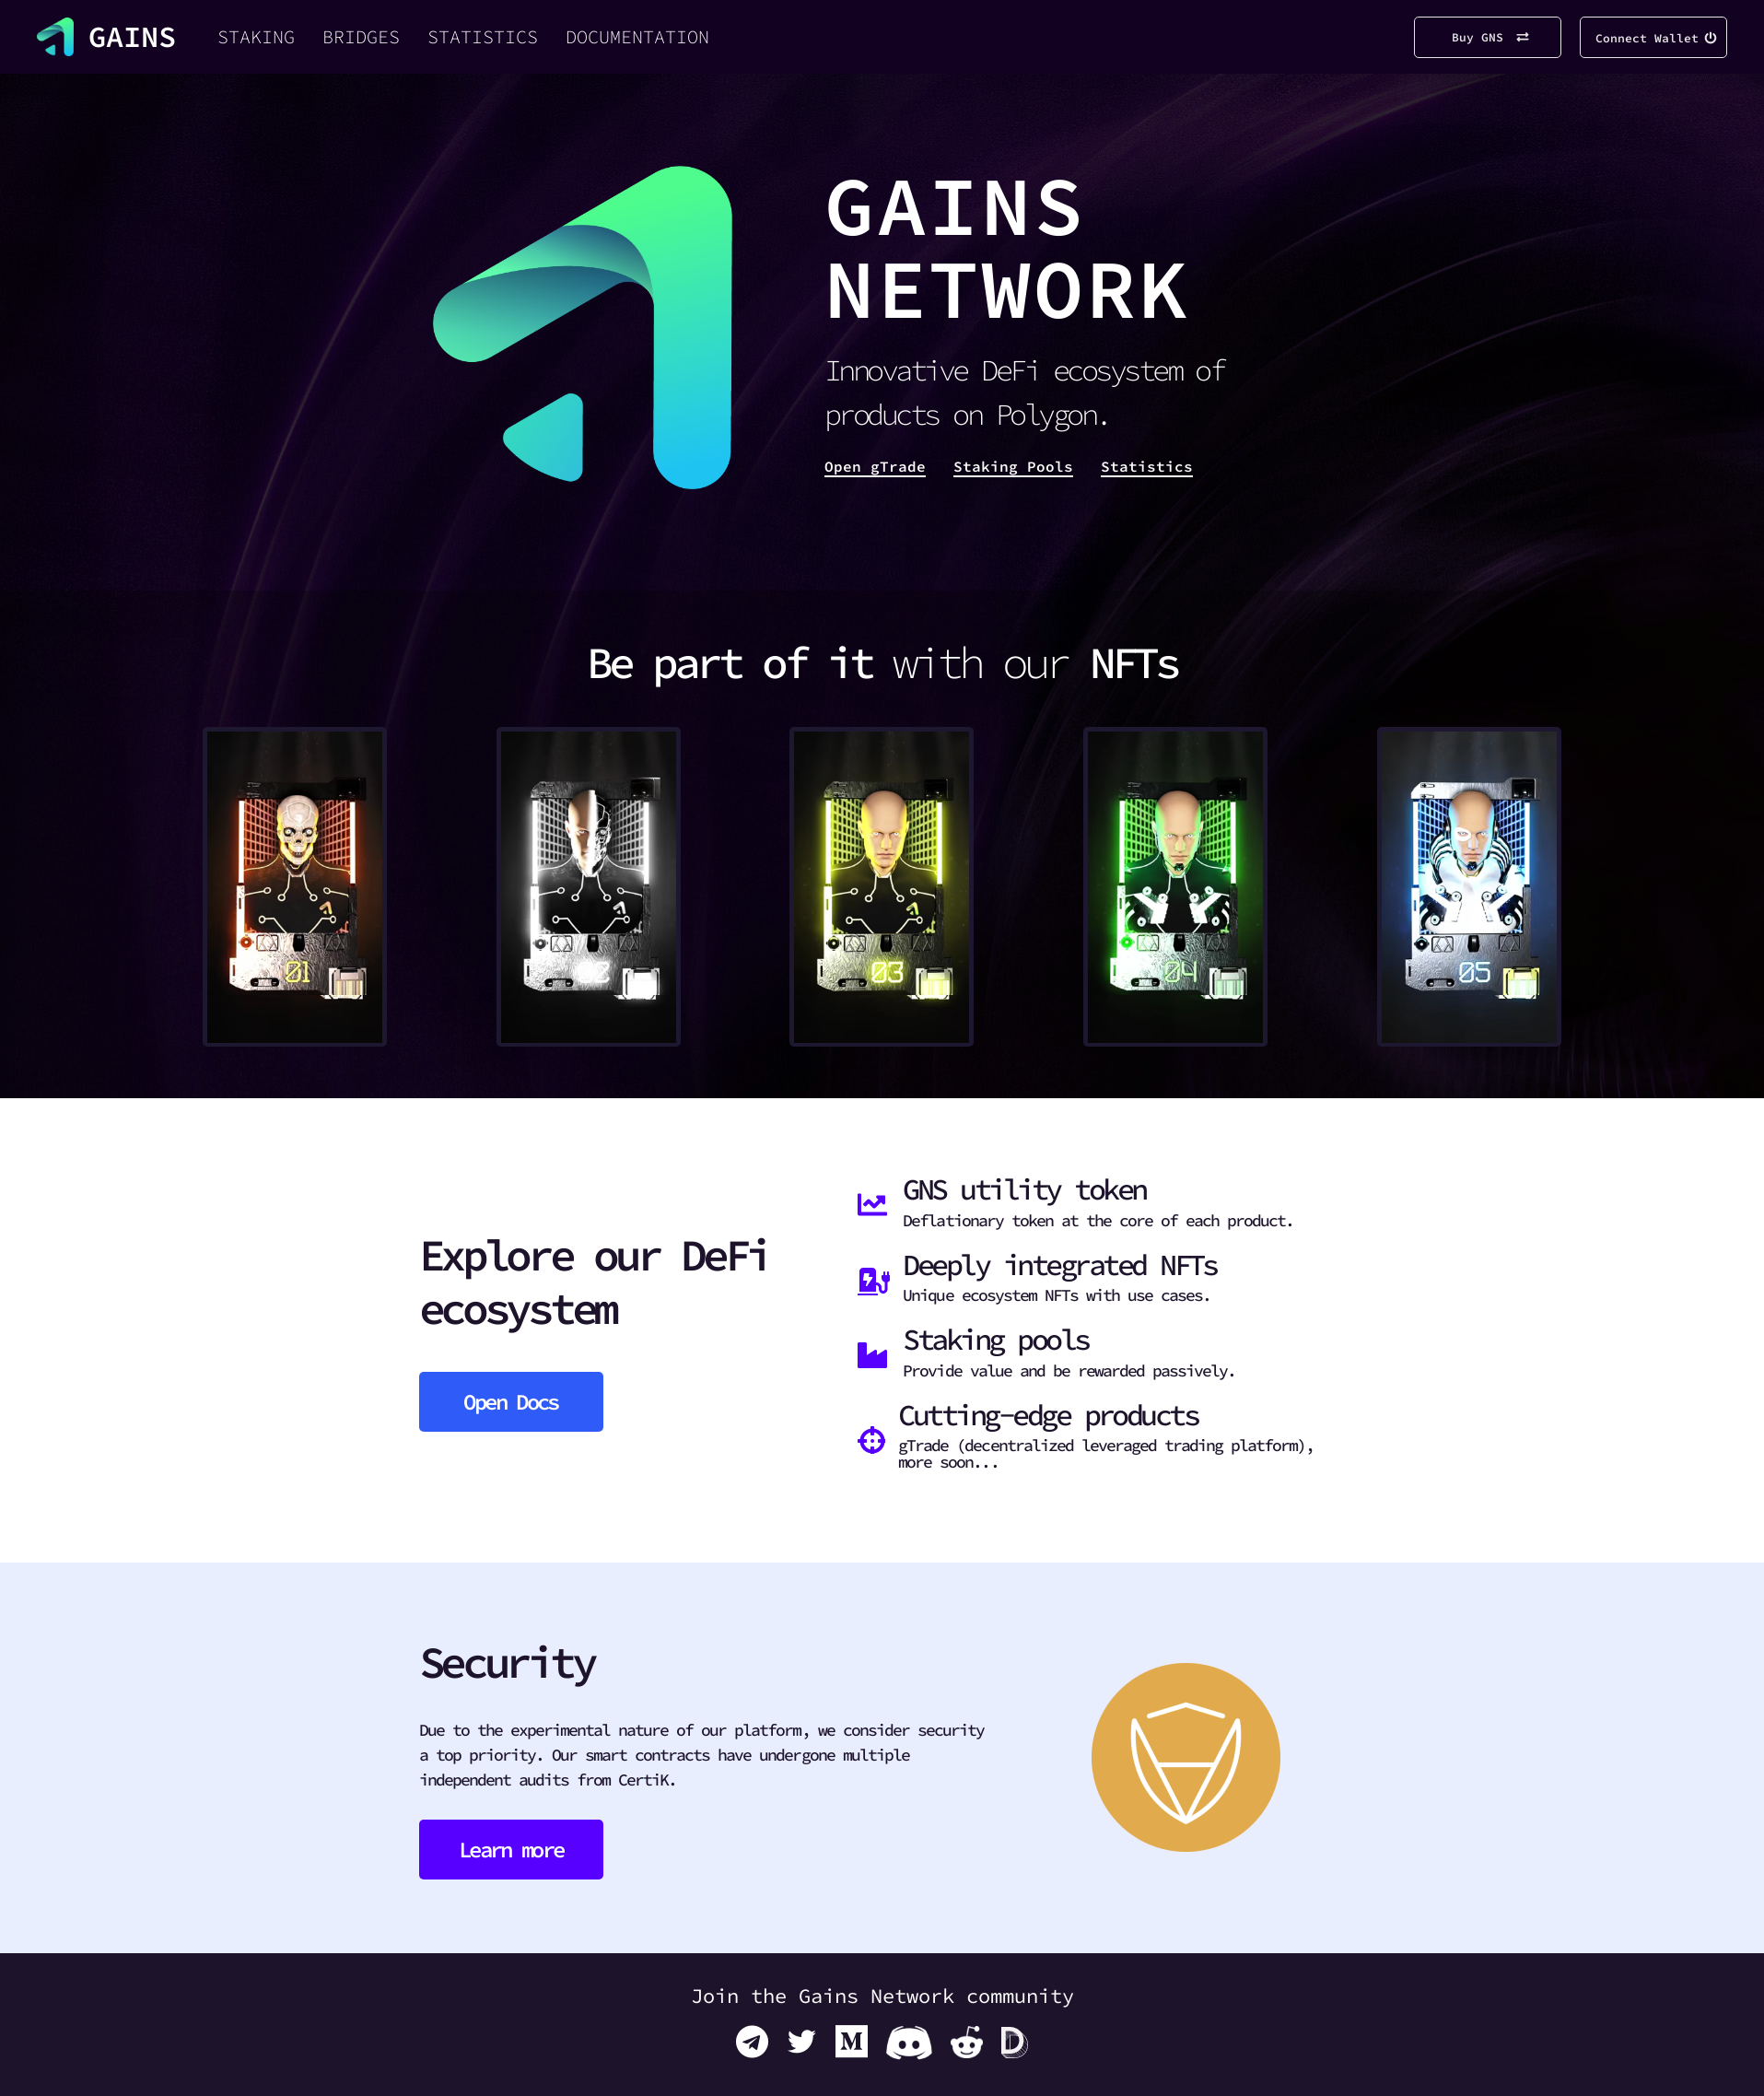 GAINS
STAKING
BRIDGES
STATISTICS
DOCUMENTATION
Buy GNS
Connect Wallet
GAINS
NETWORK
Innovative DeFi ecosystem of
products on Polygon.
Open gTrade
Staking Pools
Statistics
Be part of it with our NFTs
01
03
04
05
Explore our DeFi
ecosystem
Open Docs
GNS utility token
Deflationary token at the core of each product.
Deeply integrated NFTs
Unique ecosystem NFTs with use cases.
Staking pools
Provide value and be rewarded passively.
Cutting-edge products
gTrade (decentralized leveraged trading platform),
more soon...
Security
Due to the experimental nature of our platform, we consider security
a top priority. Our smart contracts have undergone multiple
independent audits from CertiK.
Learn more
Join the Gains Network community